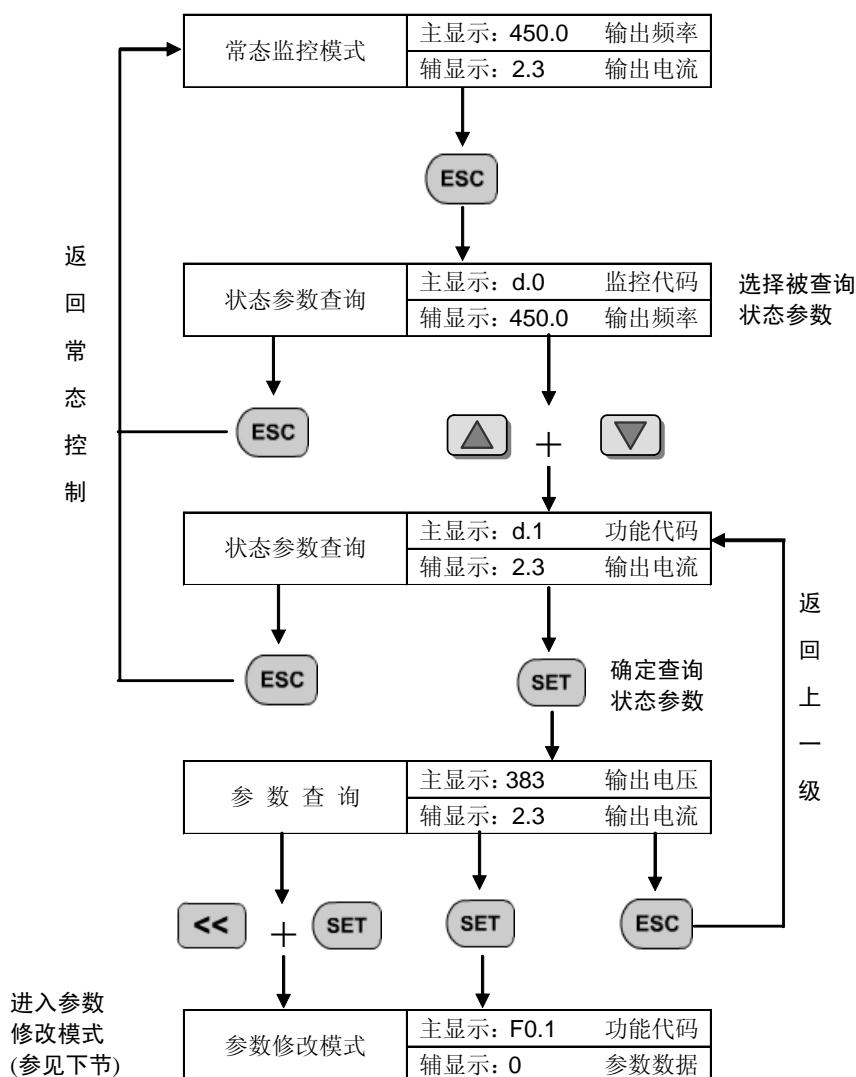 常态监控模式
主显示：450.0 输出频率
辅显示：2.3 输出电流
ESC
返回常态控制
状态参数查询
主显示：d.0 监控代码
辅显示：450.0 输出频率
选择被查询
状态参数
ESC
+
状态参数查询
主显示：d.1 功能代码
辅显示：2.3 输出电流
返回上一级
ESC
SET
确定查询
状态参数
参数查询
主显示：383 输出电压
辅显示：2.3 输出电流
<< + SET
SET
ESC
进入参数
修改模式
(参见下节)
参数修改模式
主显示：F0.1 功能代码
辅显示：0 参数数据